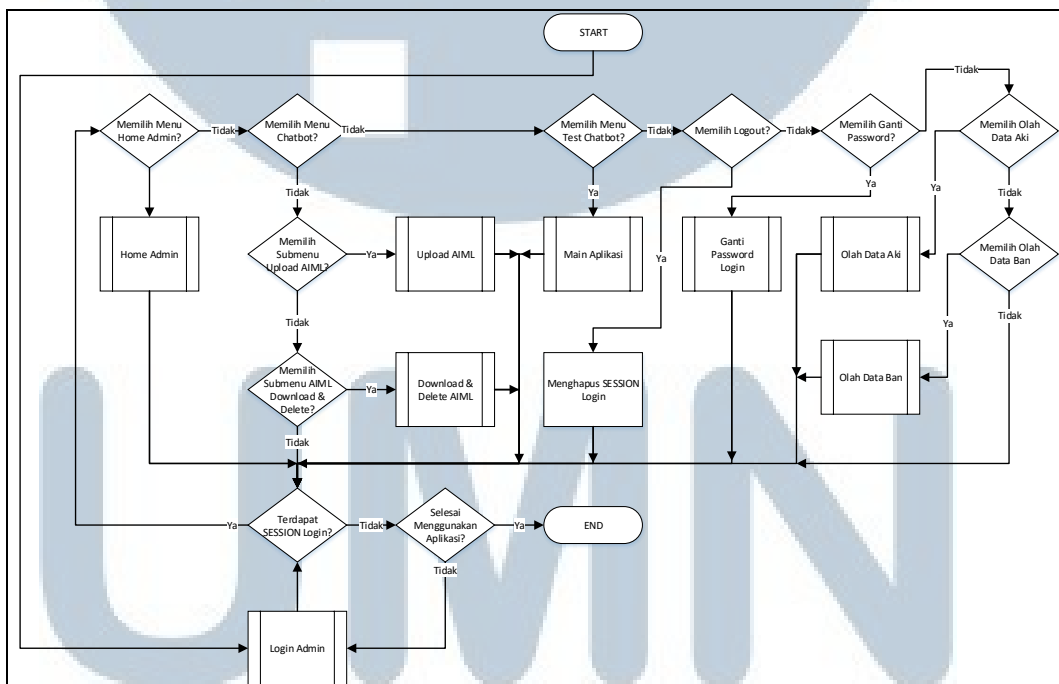 START
Tidak
Memilih Menu
Home Admin?
Tidak
Memilih Menu
Chatbot?
Tidak
Memilih Menu
Test Chatbot?
Tidak
Memilih Logout?
Tidak
Memilih Ganti
Password?
Memilih Olah
Data Aki
Tidak
Ya
Ya
Ya
Tidak
Home Admin
Memilih
Submenu
Upload AIML?
Ya
Upload AIML
Main Aplikasi
Ya
Ganti
Password
Login
Olah Data Aki
Memilih Olah
Data Ban
Tidak
Ya
Tidak
Memilih
Submenu AIML
Download &
Delete?
Ya
Download &
Delete AIML
Menghapus SESSION
Login
Olah Data Ban
Tidak
Ya
Terdapat
SESSION Login?
Tidak
Selesai
Menggunakan
Aplikasi?
Ya
END
Tidak
Login Admin
UMN